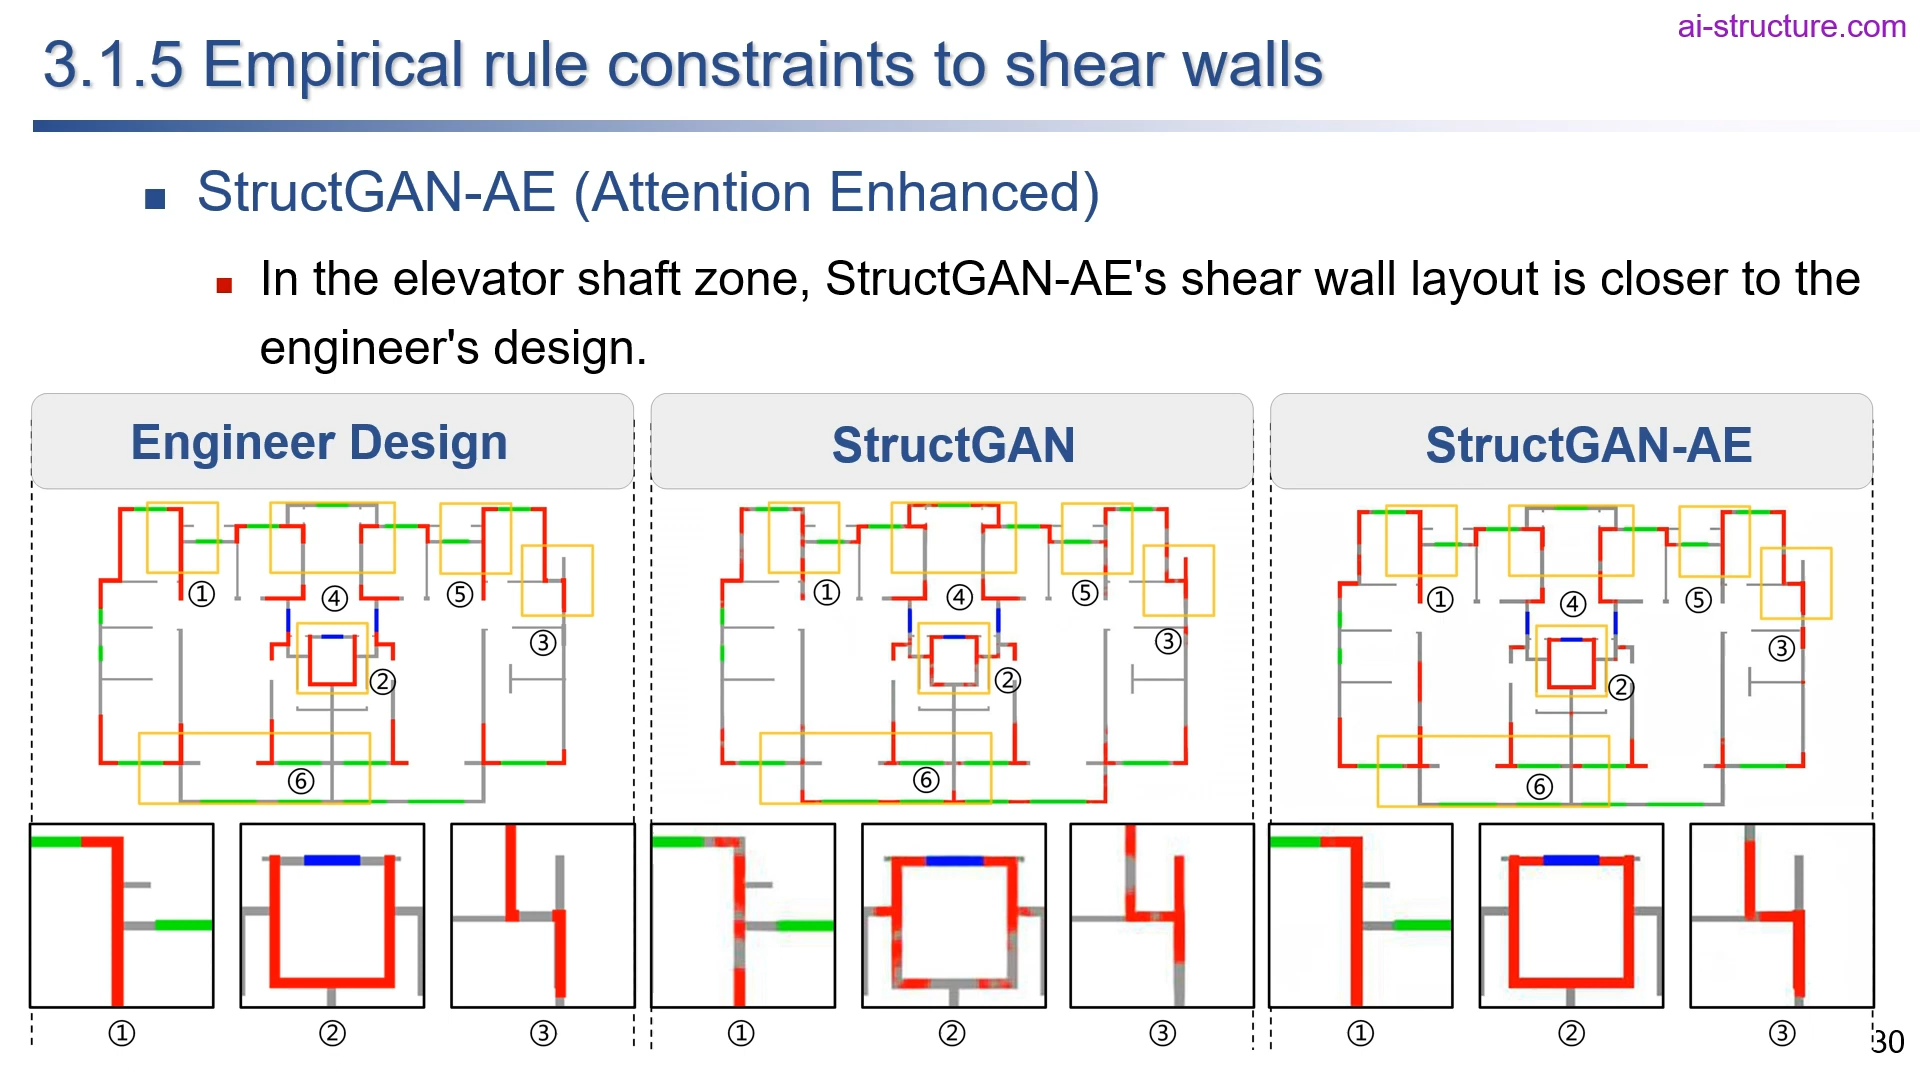 ai-structure.com
3.1.5 Empirical rule constraints to shear walls
StructGAN-AE (Attention Enhanced)
In the elevator shaft zone, StructGAN-AE's shear wall layout is closer to the
engineer's design.
Engineer Design
StructGAN
StructGAN-AE
① ④ ⑤ ③ ② ⑥
① ④ ⑤ ③ ② ⑥
① ④ ⑤ ③ ② ⑥
① ② ③
① ② ③
① ② ③
30